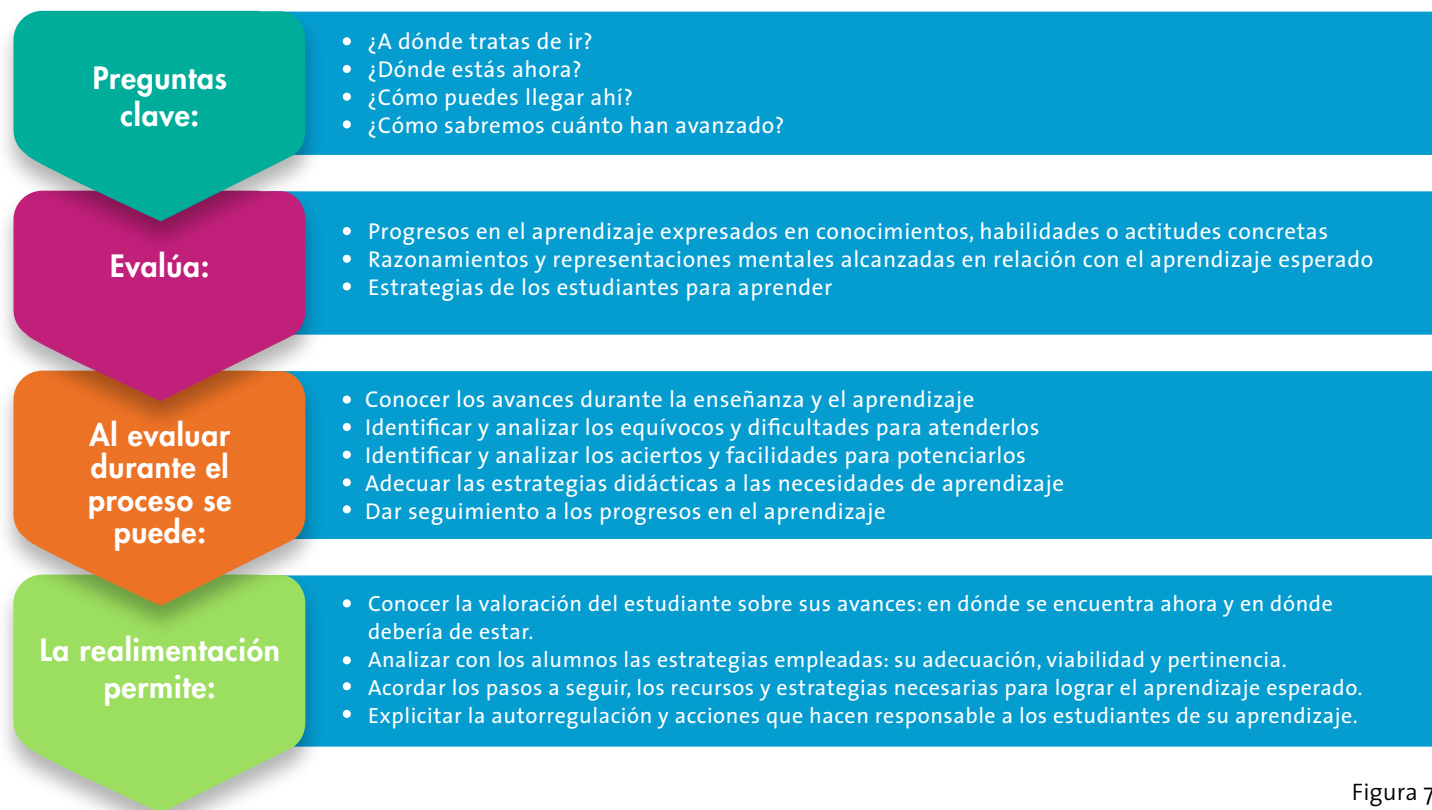 Preguntas
clave:
• ¿A dónde tratas de ir?
• ¿Dónde estás ahora?
• ¿Cómo puedes llegar ahí?
• ¿Cómo sabremos cuánto han avanzado?
Evalúa:
• Progresos en el aprendizaje expresados en conocimientos, habilidades o actitudes concretas
• Razonamientos y representaciones mentales alcanzadas en relación con el aprendizaje esperado
• Estrategias de los estudiantes para aprender
Al evaluar
durante el
proceso se
puede:
• Conocer los avances durante la enseñanza y el aprendizaje
• Identificar y analizar los equívocos y dificultades para atenderlos
• Identificar y analizar los aciertos y facilidades para potenciarlos
• Adecuar las estrategias didácticas a las necesidades de aprendizaje
• Dar seguimiento a los progresos en el aprendizaje
La realimentación
permite:
• Conocer la valoración del estudiante sobre sus avances: en dónde se encuentra ahora y en dónde
debería de estar.
• Analizar con los alumnos las estrategias empleadas: su adecuación, viabilidad y pertinencia.
• Acordar los pasos a seguir, los recursos y estrategias necesarias para lograr el aprendizaje esperado.
• Explicitar la autorregulación y acciones que hacen responsable a los estudiantes de su aprendizaje.
Figura 7